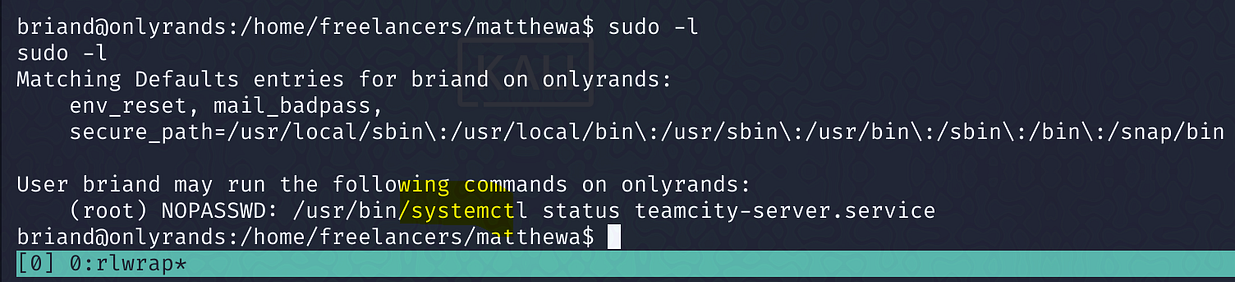 briand@onlyrands:/home/freelancers/matthewa$ sudo -l
sudo -l
Matching Defaults entries for briand on onlyrands:
    env_reset, mail_badpass,
    secure_path=/usr/local/sbin\:/usr/local/bin\:/usr/sbin\:/usr/bin\:/sbin\:/bin\:/snap/bin
KALI
User briand may run the following commands on onlyrands:
    (root) NOPASSWD: /usr/bin/systemctl status teamcity-server.service
briand@onlyrands:/home/freelancers/matthewa$
[0] 0:rlwrap*